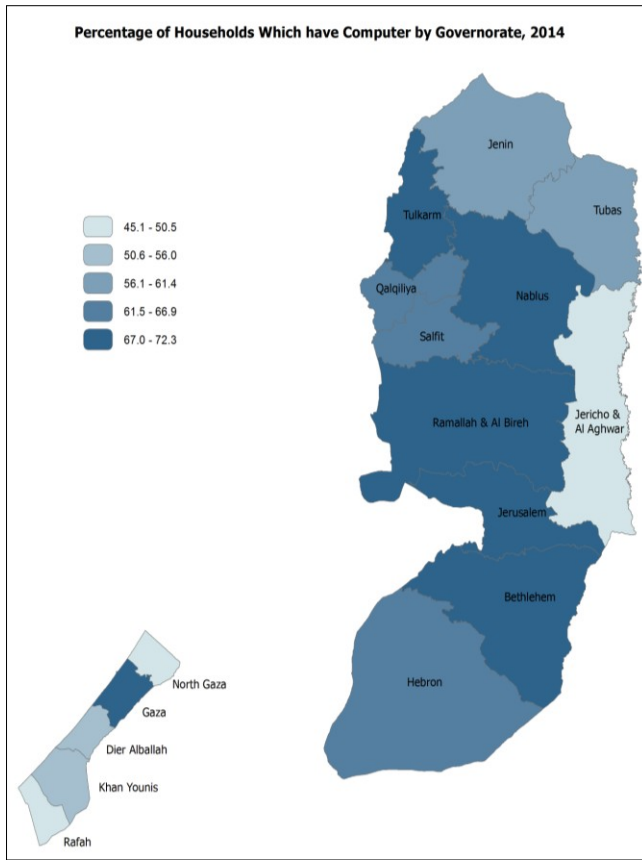 Percentage of Households Which have Computer by Governorate, 2014
Jenin
Tubas
Tulkarm
45.1 - 50.5
50.6 - 56.0
56.1 - 61.4
61.5 - 66.9
67.0 - 72.3
Qalqiliya
Nablus
Salfit
Jericho &
Al Aghwar
Ramallah & Al Bireh
Jerusalem
Bethlehem
Hebron
North Gaza
Gaza
Dier Alballah
Khan Younis
Rafah